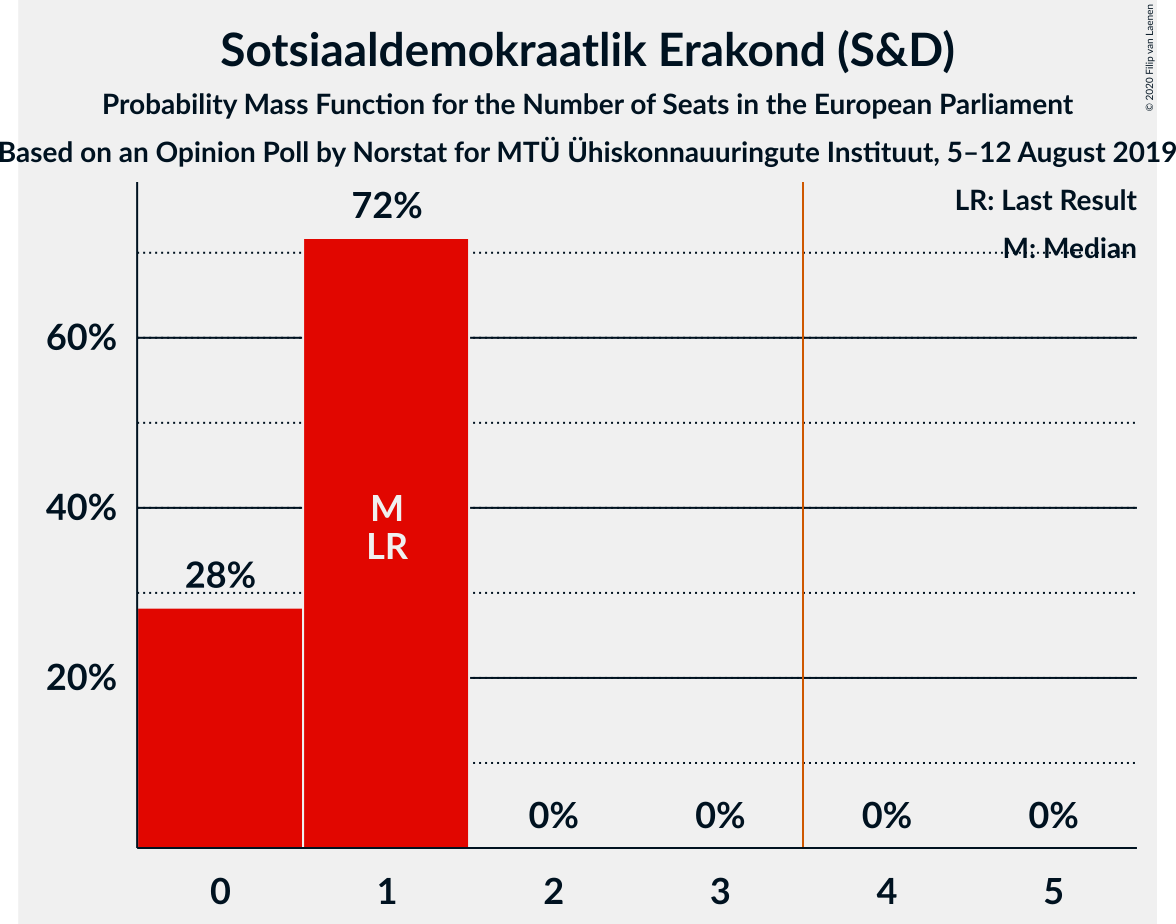 Sotsiaaldemokraatlik Erakond (S&D)
Probability Mass Function for the Number of Seats in the European Parliament
Based on an Opinion Poll by Norstat for MTÜ Ühiskonnauuringute Instituut, 5–12 August 2019
© 2020 Filip van Laenen
LR: Last Result
M: Median
72%
60%
40%
M
LR
28%
20%
0% 0% 0% 0%
0 1 2 3 4 5